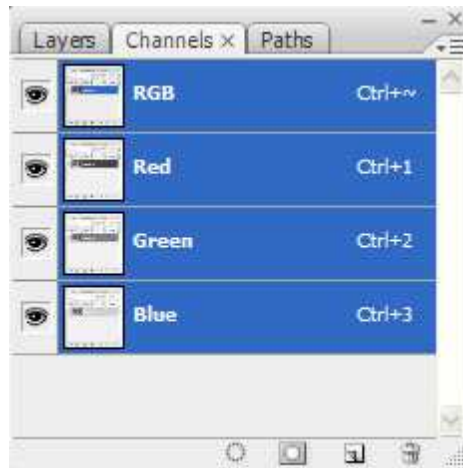 Layers Channels × Paths
RGB Ctrl+~
Red Ctrl+1
Green Ctrl+2
Blue Ctrl+3